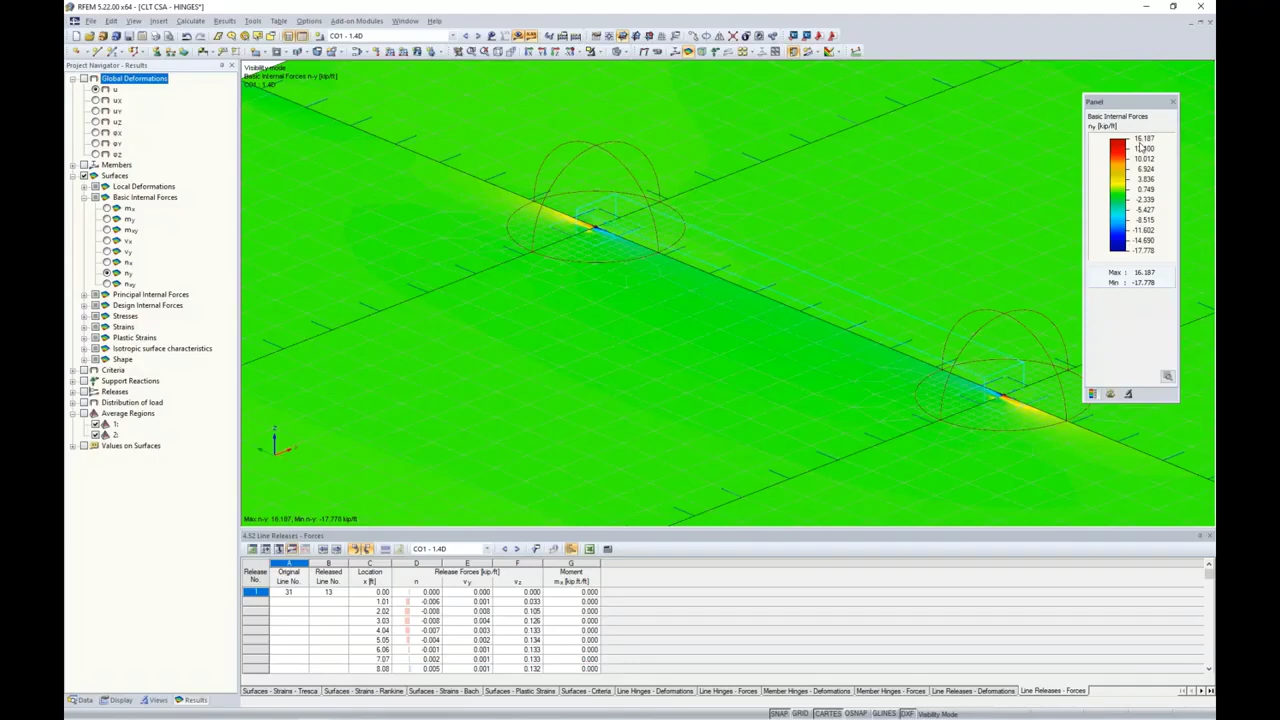 RFEM 5.22.00 x64 - [CLT CSA - HINGES*]
File Edit View Insert Calculate Results Tools Table Options Add-on Modules Window Help
CO1 - 1.4D
Project Navigator - Results
Global Deformations
u
uX
uY
uZ
φX
φY
φZ
Members
Surfaces
Local Deformations
Basic Internal Forces
mx
my
mxy
vx
vy
nx
ny
nxy
Principal Internal Forces
Design Internal Forces
Stresses
Strains
Plastic Strains
Isotropic surface characteristics
Shape
Criteria
Support Reactions
Releases
Distribution of load
Average Regions
1:
2:
Values on Surfaces
Data Display Views Results
Visibility mode
Basic Internal Forces n-y [kip/ft]
CO1 : 1.4D
Z
Max n-y: 16.187, Min n-y: -17.778 kip/ft
Panel
Basic Internal Forces
ny [kip/ft]
16.187
10.012
6.924
3.836
0.749
-2.339
-5.427
-8.515
-11.602
-14.690
-17.778
Max : 16.187
Min : -17.778
4.52 Line Releases - Forces
CO1 - 1.4D
A B C D E F G
Release Original Released Location Release Forces [kip/ft] Moment
No. Line No. Line No. x [ft] n vy vz mx [kip.ft/ft]
1 31 13 0.00 0.000 0.000 0.000 0.000
1.01 -0.006 0.001 0.033 0.000
2.02 -0.008 0.008 0.105 0.000
3.03 -0.008 0.004 0.126 0.000
4.04 -0.007 0.003 0.133 0.000
5.05 -0.004 0.002 0.134 0.000
6.06 -0.001 0.001 0.133 0.000
7.07 0.002 0.001 0.133 0.000
8.08 0.005 0.001 0.132 0.000
Surfaces - Strains - Tresca Surfaces - Strains - Rankine Surfaces - Strains - Bach Surfaces - Plastic Strains Surfaces - Criteria Line Hinges - Deformations Line Hinges - Forces Member Hinges - Deformations Member Hinges - Forces Line Releases - Deformations Line Releases - Forces
SNAP GRID CARTES OSNAP GLINES DXF Visibility Mode